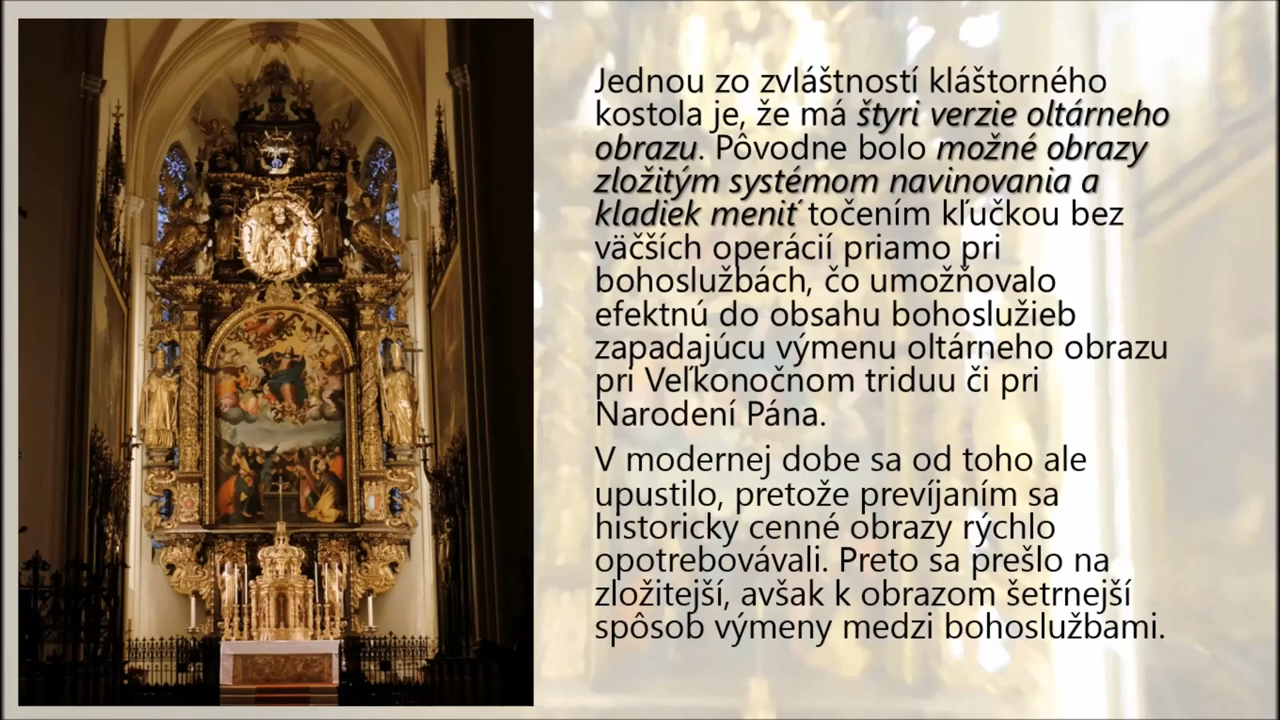 Jednou zo zvláštností kláštorného
kostola je, že má štyri verzie oltárneho
obrazu. Pôvodne bolo možné obrazy
zložitým systémom navinovania a
kladiek meniť točením kľučkou bez
väčších operácií priamo pri
bohoslužbách, čo umožňovalo
efektnú do obsahu bohoslužieb
zapadajúcu výmenu oltárneho obrazu
pri Veľkonočnom triduu či pri
Narodení Pána.
V modernej dobe sa od toho ale
upustilo, pretože prevíjaním sa
historicky cenné obrazy rýchlo
opotrebovávali. Preto sa prešlo na
zložitejší, avšak k obrazom šetrnejší
spôsob výmeny medzi bohoslužbami.